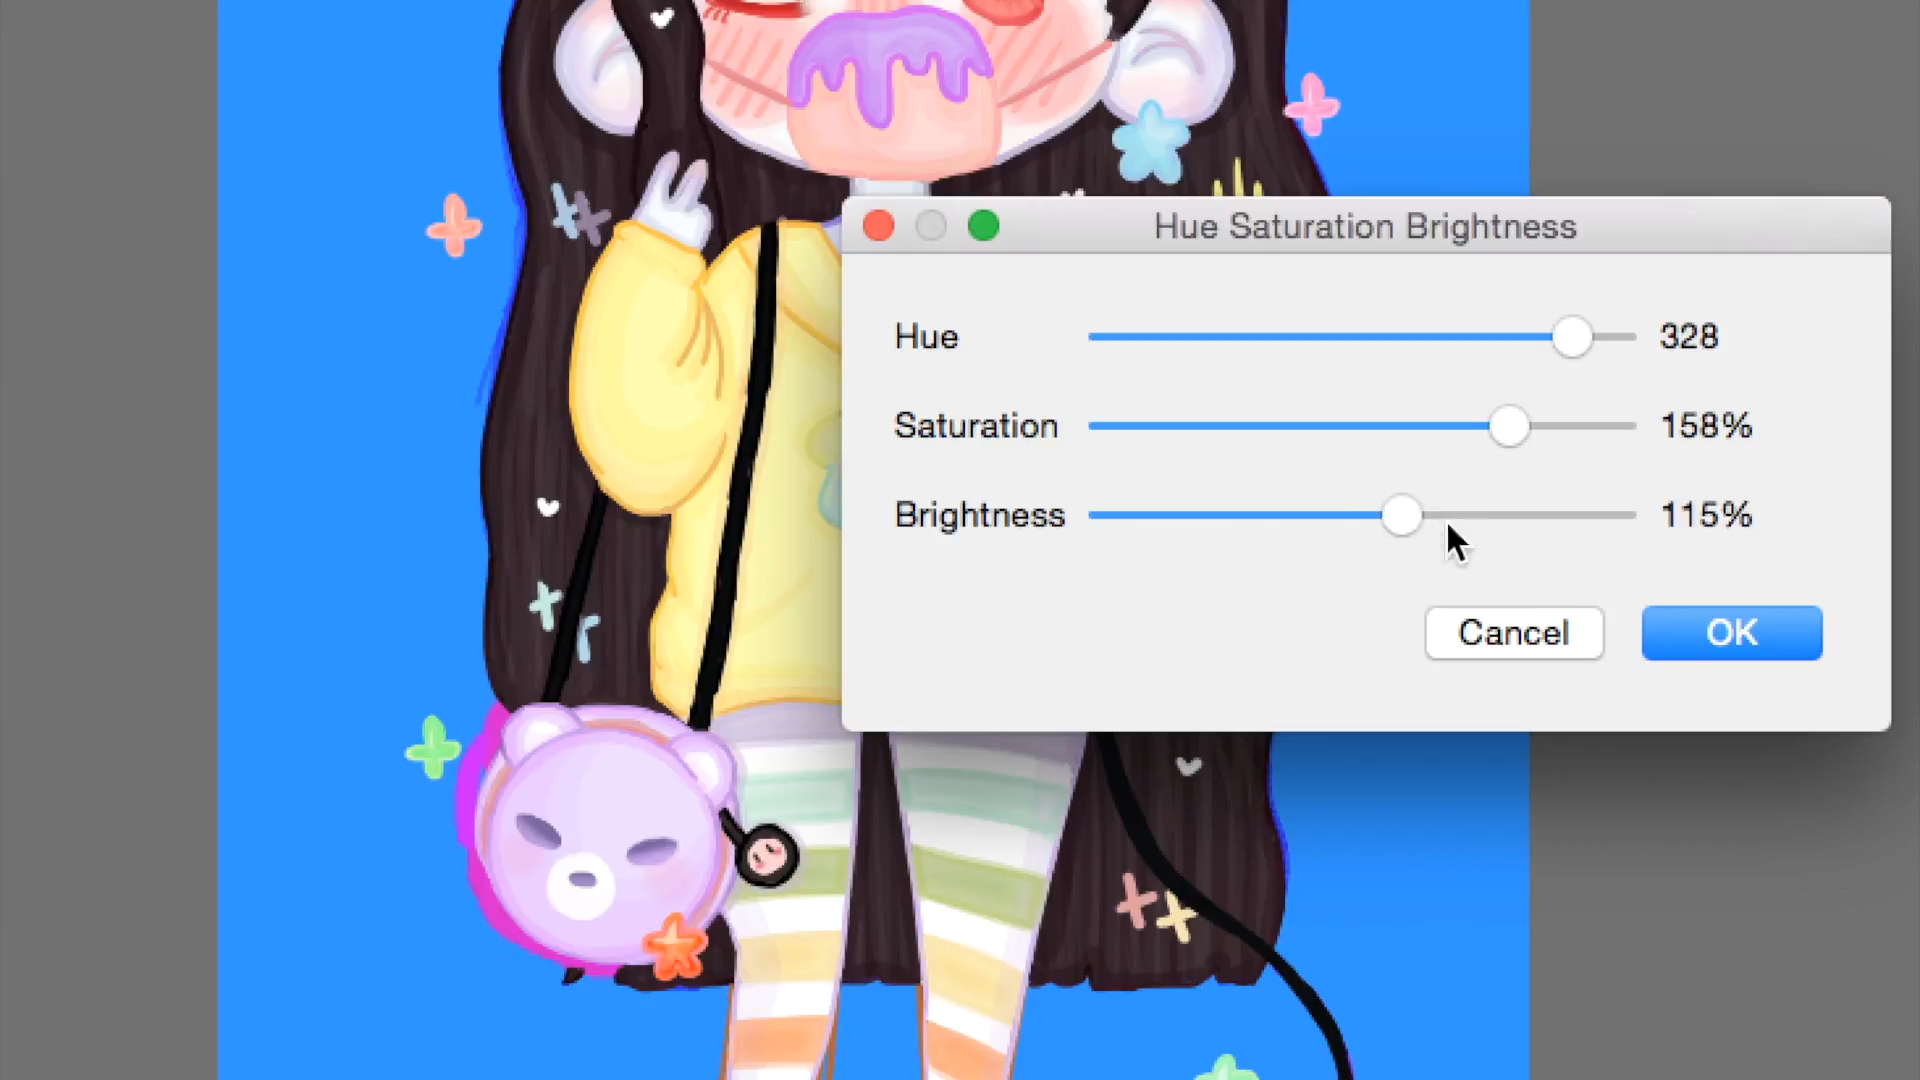 Hue Saturation Brightness
Hue 328
Saturation 158%
Brightness 115%
Cancel OK